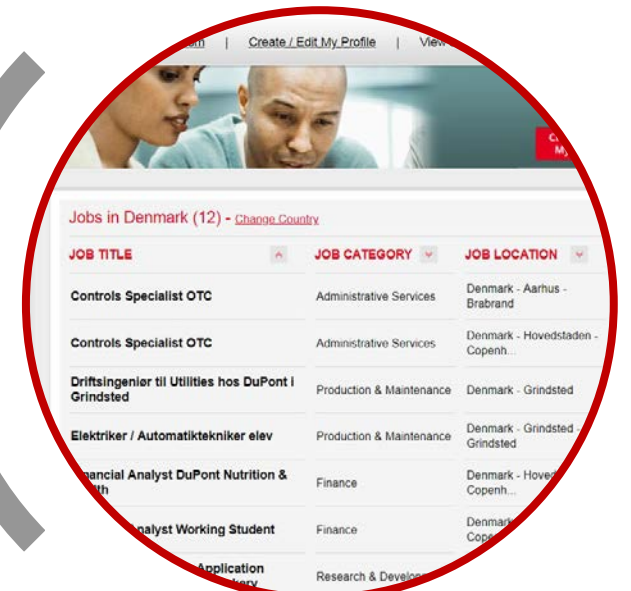 | Create / Edit My Profile | View
Jobs in Denmark (12) - Change Country
JOB TITLE JOB CATEGORY JOB LOCATION
Controls Specialist OTC Administrative Services Denmark - Aarhus -
Brabrand
Controls Specialist OTC Administrative Services Denmark - Hovedstaden -
Copenh...
Driftsingeniør til Utilities hos DuPont i
Grindsted Production & Maintenance Denmark - Grindsted
Elektriker / Automatiktekniker elev Production & Maintenance Denmark - Grindsted -
Grindsted
Financial Analyst DuPont Nutrition & Finance Denmark -
Copenh...
Analyst Working Student Finance
Application
Research &